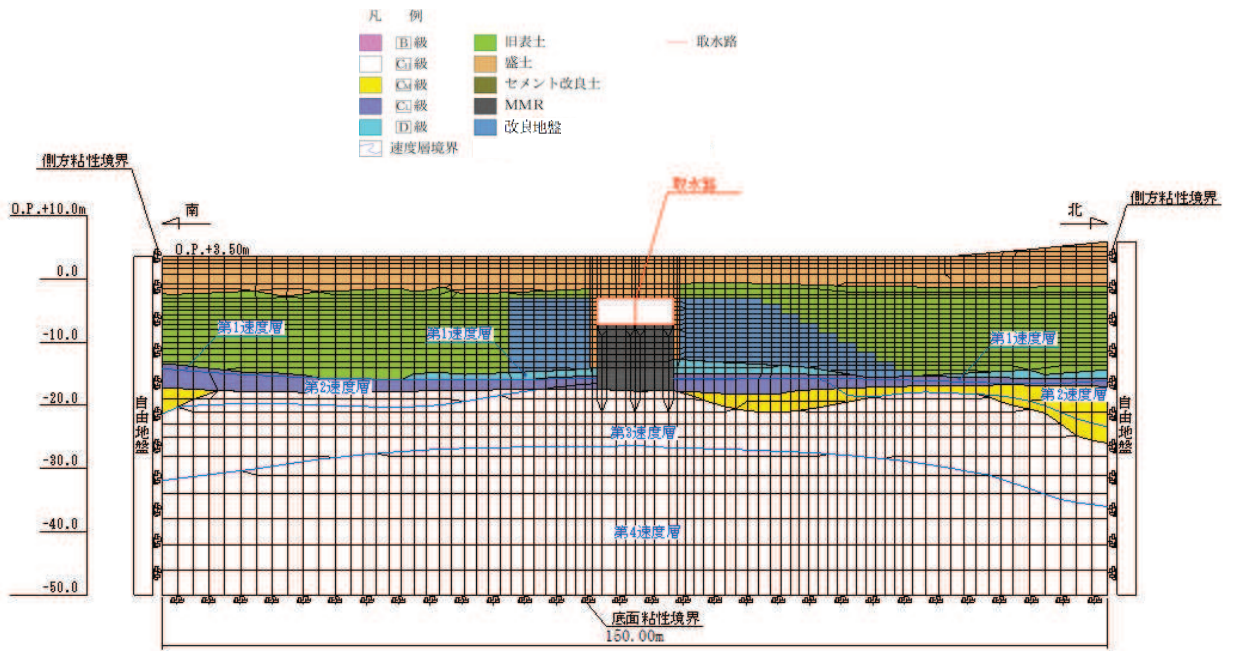 凡 例
B級 旧表土 取水路
CH級 盛土
CM級 セメント改良土
CL級 MMR
D級 改良地盤
速度層境界
側方粘性境界
取水路
側方粘性境界
O.P.+10.0m
南
北
O.P.+3.50m
0.0
第1速度層
第1速度層
第1速度層
-10.0
第2速度層
第2速度層
-20.0
自由地盤
自由地盤
第3速度層
-30.0
第4速度層
-40.0
-50.0
底面粘性境界
150.00m